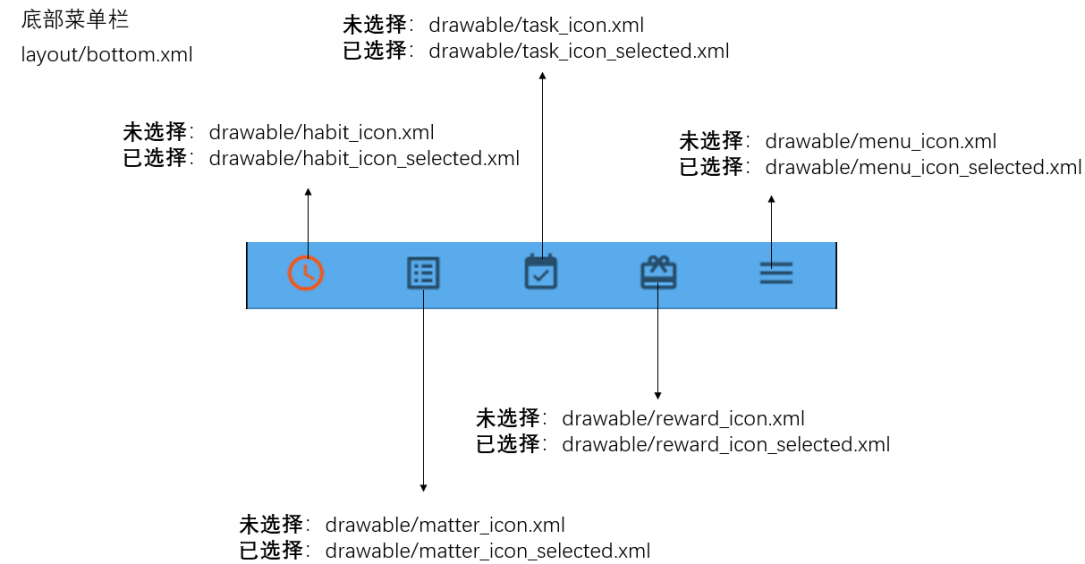 底部菜单栏
layout/bottom.xml
未选择：drawable/task_icon.xml
已选择：drawable/task_icon_selected.xml
未选择：drawable/habit_icon.xml
已选择：drawable/habit_icon_selected.xml
未选择：drawable/menu_icon.xml
已选择：drawable/menu_icon_selected.xml
未选择：drawable/reward_icon.xml
已选择：drawable/reward_icon_selected.xml
未选择：drawable/matter_icon.xml
已选择：drawable/matter_icon_selected.xml